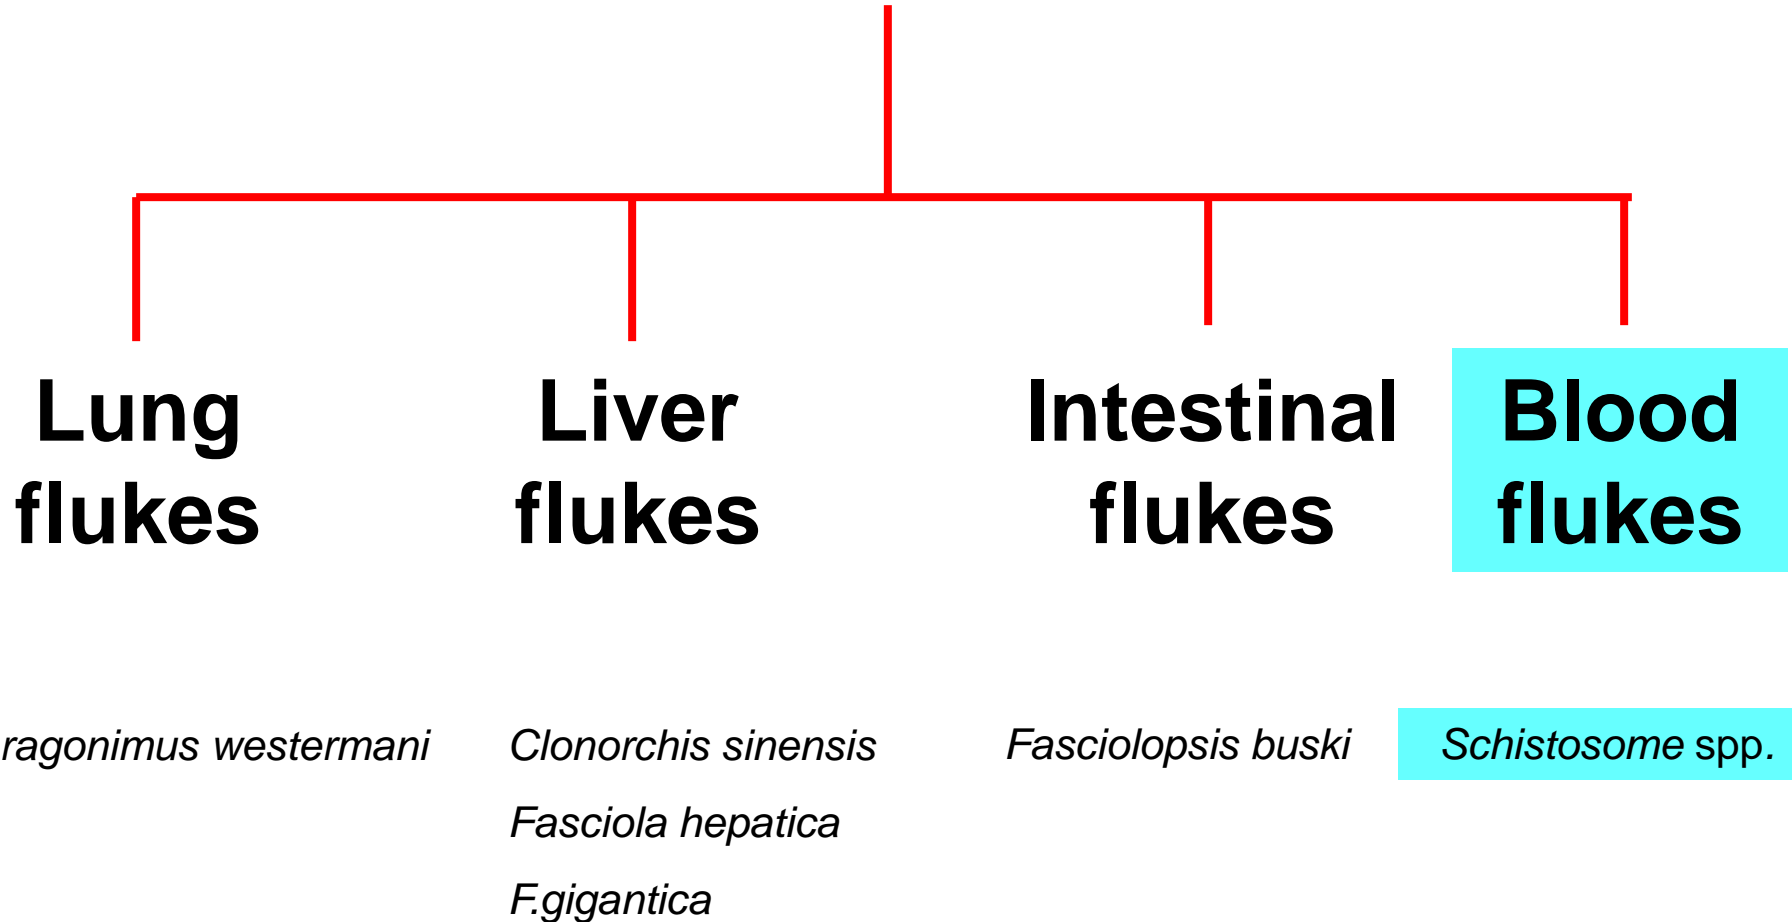 Lung
flukes
Liver
flukes
Intestinal
flukes
Blood
flukes
ragonimus westermani
Clonorchis sinensis
Fasciola hepatica
F.gigantica
Fasciolopsis buski
Schistosome spp.